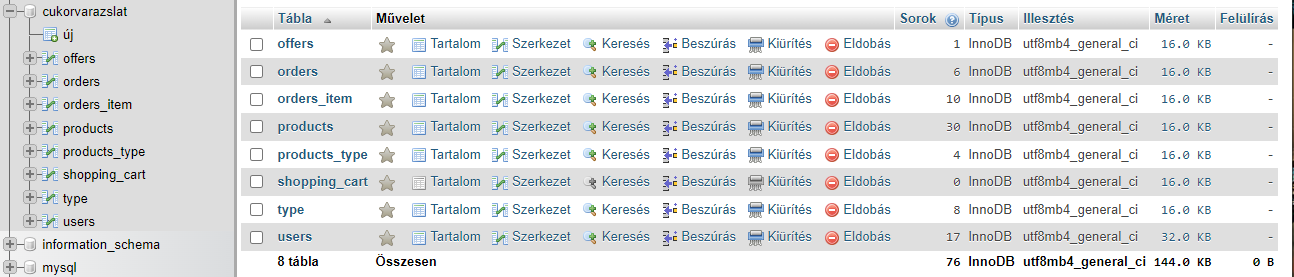 cukorvarazslat
új
offers
orders
orders_item
products
products_type
shopping_cart
type
users
information_schema
mysql
Tábla Művelet Sorok Típus Illesztés Méret Felülírás
offers Tartalom Szerkezet Keresés Beszúrás Kiürítés Eldobás 1 InnoDB utf8mb4_general_ci 16.0 KB -
orders Tartalom Szerkezet Keresés Beszúrás Kiürítés Eldobás 6 InnoDB utf8mb4_general_ci 16.0 KB -
orders_item Tartalom Szerkezet Keresés Beszúrás Kiürítés Eldobás 10 InnoDB utf8mb4_general_ci 16.0 KB -
products Tartalom Szerkezet Keresés Beszúrás Kiürítés Eldobás 30 InnoDB utf8mb4_general_ci 16.0 KB -
products_type Tartalom Szerkezet Keresés Beszúrás Kiürítés Eldobás 4 InnoDB utf8mb4_general_ci 16.0 KB -
shopping_cart Tartalom Szerkezet Keresés Beszúrás Kiürítés Eldobás 0 InnoDB utf8mb4_general_ci 16.0 KB -
type Tartalom Szerkezet Keresés Beszúrás Kiürítés Eldobás 8 InnoDB utf8mb4_general_ci 16.0 KB -
users Tartalom Szerkezet Keresés Beszúrás Kiürítés Eldobás 17 InnoDB utf8mb4_general_ci 32.0 KB -
8 tábla Összesen 76 InnoDB utf8mb4_general_ci 144.0 KB 0 B